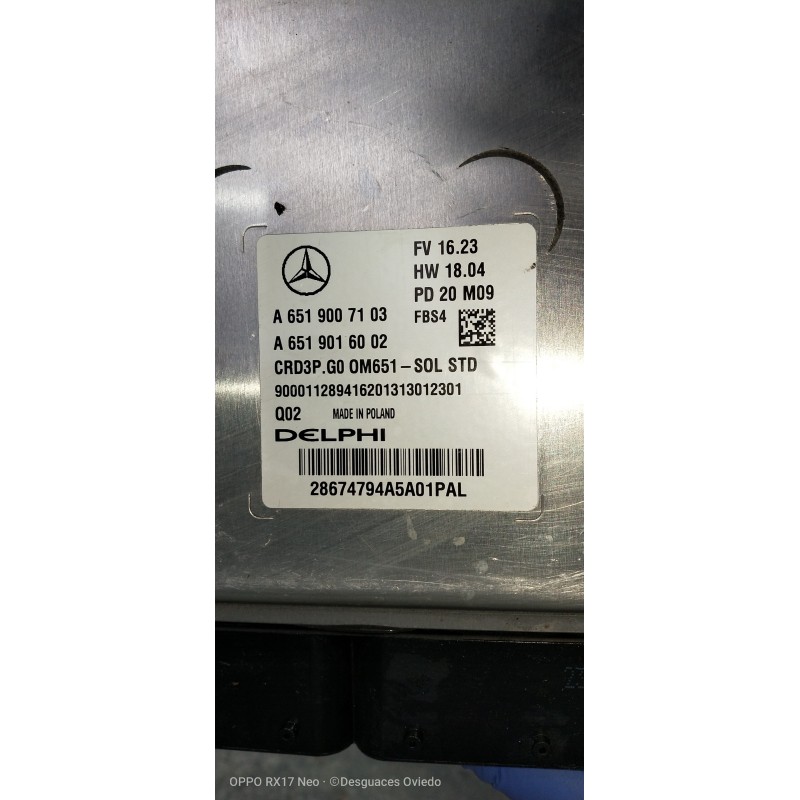 FV 16.23
HW 18.04
PD 20 M09
A 651 900 71 03 FBS4
A 651 901 60 02
CRD3P.G0 OM651-SOL STD
900011289416201313012301
Q02 MADE IN POLAND
DELPHI
28674794A5A01PAL
OPPO RX17 Neo · ©Desguaces Oviedo